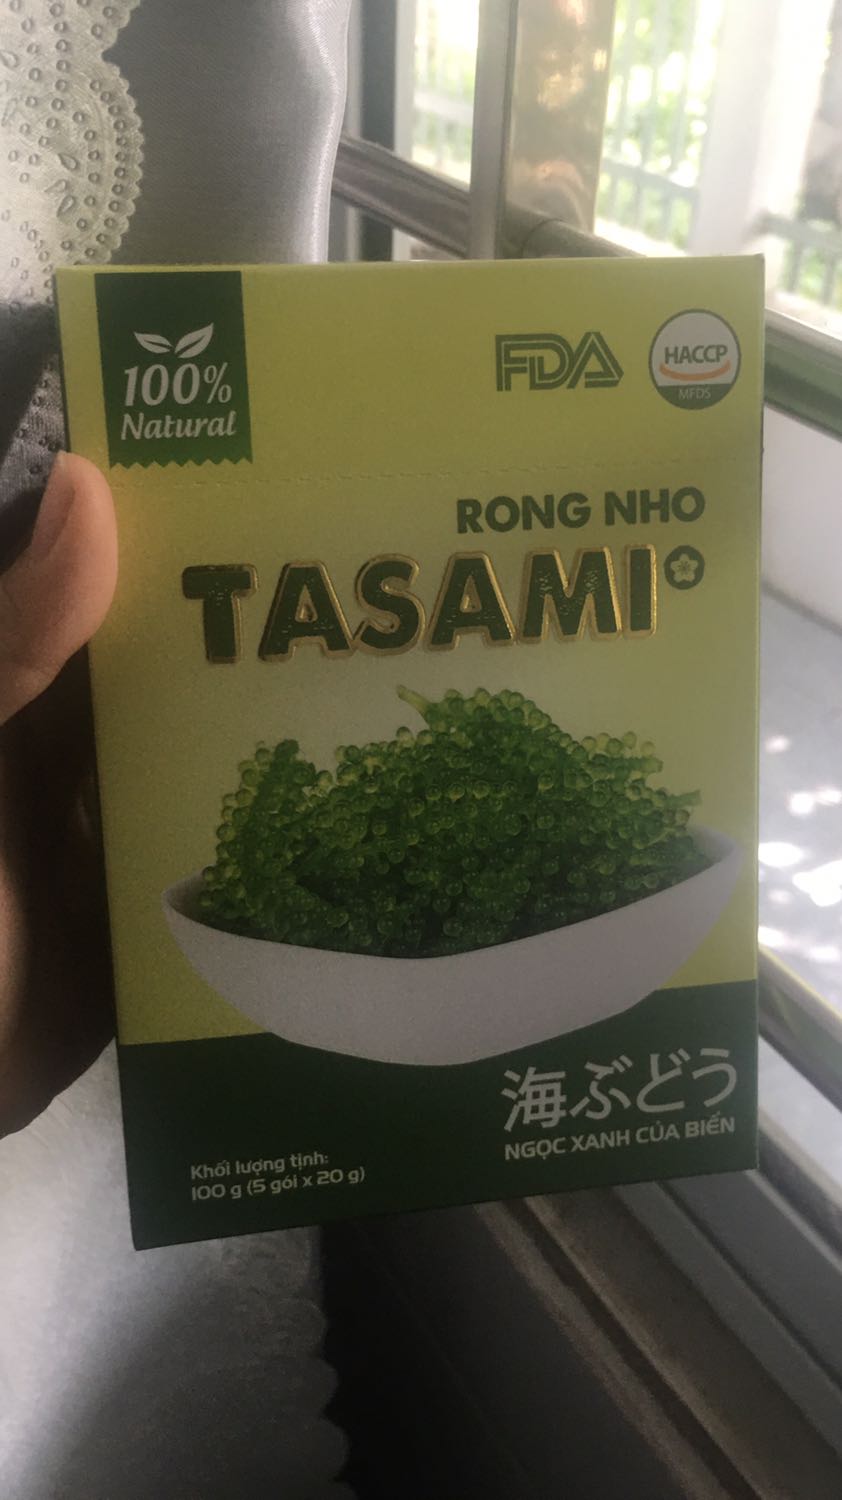 100%
Natural
FDA
HACCP
MFDS
RONG NHO
TASAMI
海ぶどう
NGỌC XANH CỦA BIỂN
Khối lượng tịnh:
100 g (5 gói x 20 g)